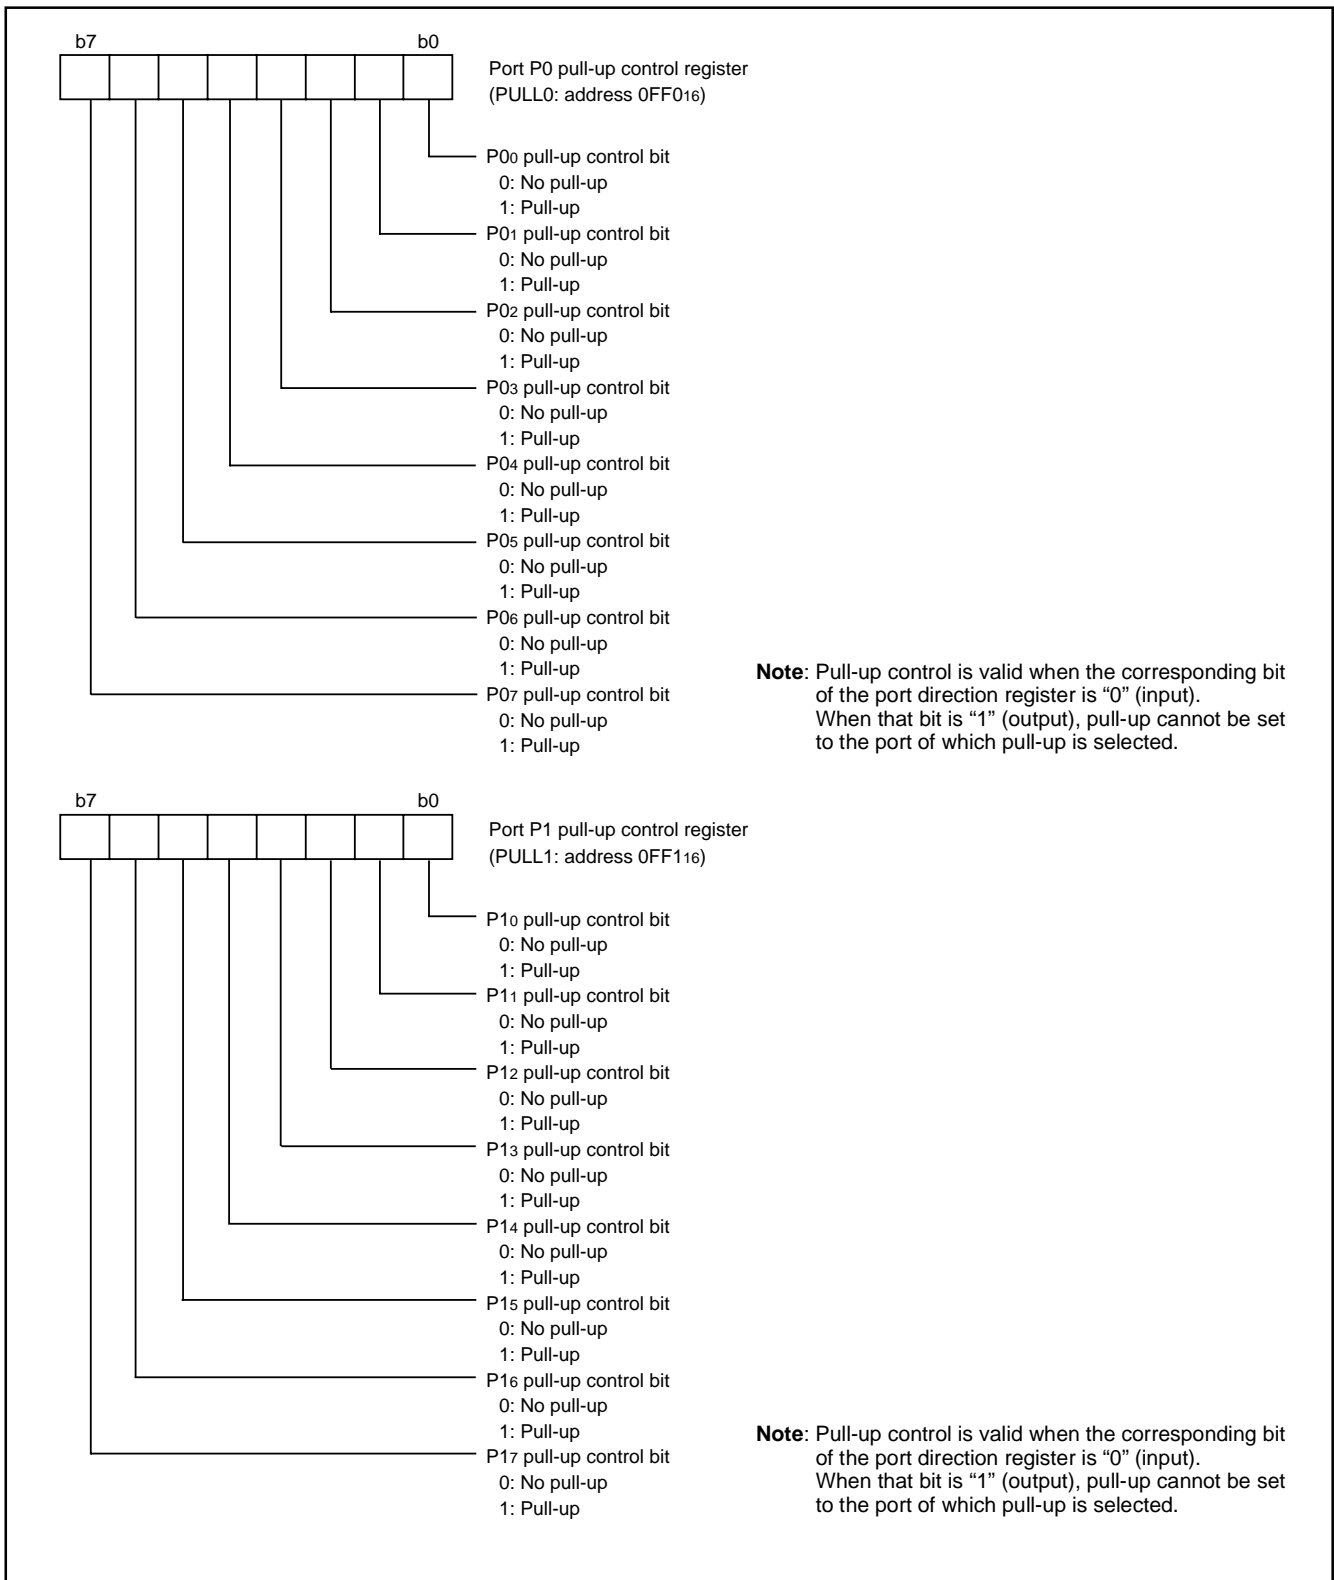 b7 b0
Port P0 pull-up control register
(PULL0: address 0FF016)
P00 pull-up control bit
0: No pull-up
1: Pull-up
P01 pull-up control bit
0: No pull-up
1: Pull-up
P02 pull-up control bit
0: No pull-up
1: Pull-up
P03 pull-up control bit
0: No pull-up
1: Pull-up
P04 pull-up control bit
0: No pull-up
1: Pull-up
P05 pull-up control bit
0: No pull-up
1: Pull-up
P06 pull-up control bit
0: No pull-up
1: Pull-up
P07 pull-up control bit
0: No pull-up
1: Pull-up
Note: Pull-up control is valid when the corresponding bit
of the port direction register is “0” (input).
When that bit is “1” (output), pull-up cannot be set
to the port of which pull-up is selected.
b7 b0
Port P1 pull-up control register
(PULL1: address 0FF116)
P10 pull-up control bit
0: No pull-up
1: Pull-up
P11 pull-up control bit
0: No pull-up
1: Pull-up
P12 pull-up control bit
0: No pull-up
1: Pull-up
P13 pull-up control bit
0: No pull-up
1: Pull-up
P14 pull-up control bit
0: No pull-up
1: Pull-up
P15 pull-up control bit
0: No pull-up
1: Pull-up
P16 pull-up control bit
0: No pull-up
1: Pull-up
P17 pull-up control bit
0: No pull-up
1: Pull-up
Note: Pull-up control is valid when the corresponding bit
of the port direction register is “0” (input).
When that bit is “1” (output), pull-up cannot be set
to the port of which pull-up is selected.